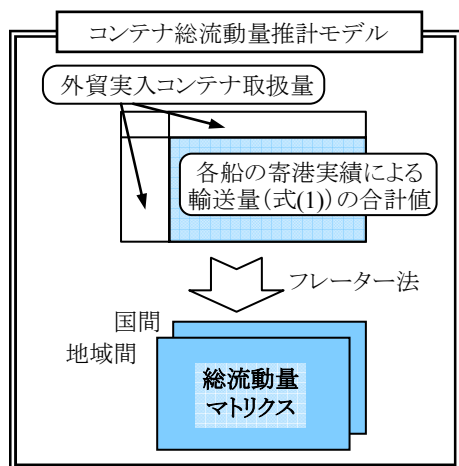 コンテナ総流動量推計モデル
外貿実入コンテナ取扱量
各船の寄港実績による
輸送量(式(1))の合計値
フレーター法
国間
地域間
総流動量
マトリクス